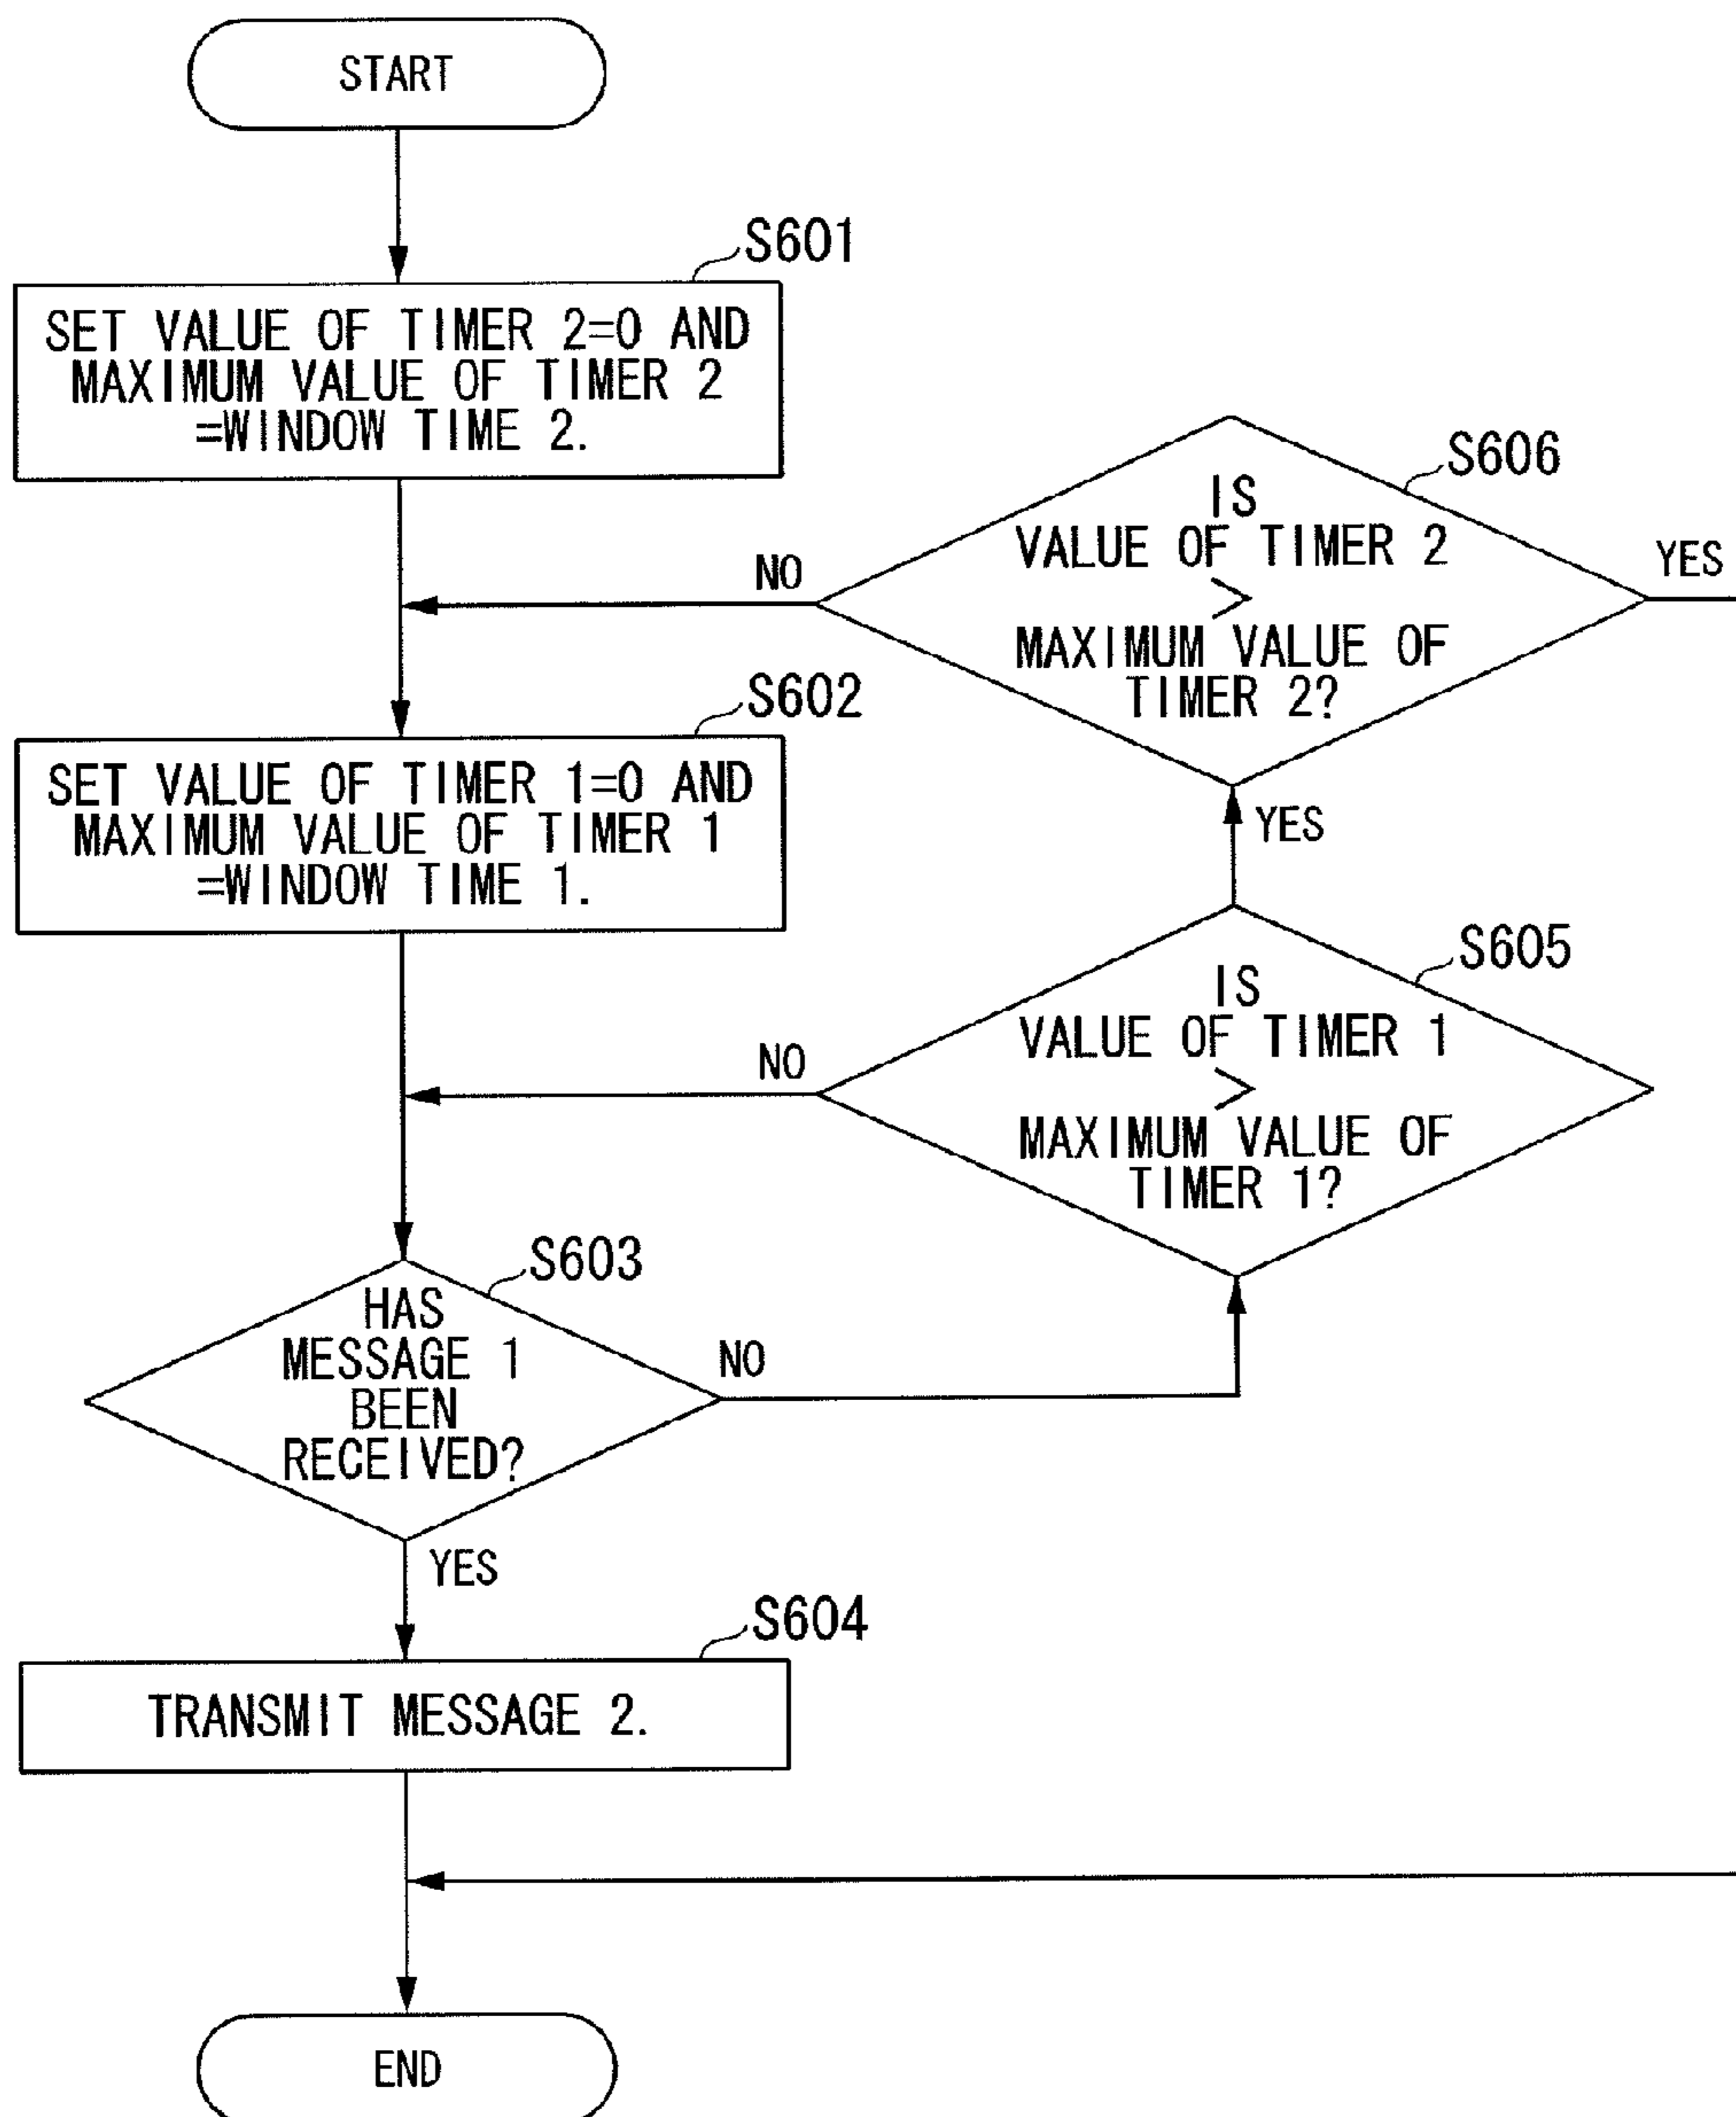 START
S601
SET VALUE OF TIMER 2=0 AND
MAXIMUM VALUE OF TIMER 2
=WINDOW TIME 2.
S606
IS
VALUE OF TIMER 2
>
MAXIMUM VALUE OF
TIMER 2?
NO
YES
S602
SET VALUE OF TIMER 1=0 AND
MAXIMUM VALUE OF TIMER 1
=WINDOW TIME 1.
YES
S605
IS
VALUE OF TIMER 1
>
MAXIMUM VALUE OF
TIMER 1?
NO
S603
HAS
MESSAGE 1
BEEN
RECEIVED?
NO
YES
S604
TRANSMIT MESSAGE 2.
END